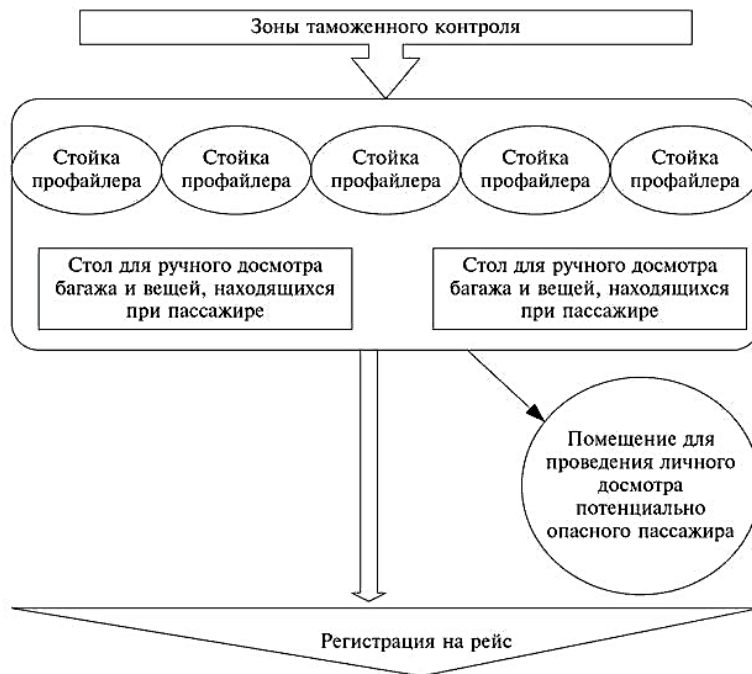 Зоны таможенного контроля
Стойка
профайлера
Стойка
профайлера
Стойка
профайлера
Стойка
профайлера
Стойка
профайлера
Стол для ручного досмотра
багажа и вещей, находящихся
при пассажире
Стол для ручного досмотра
багажа и вещей, находящихся
при пассажире
Помещение для
проведения личного
досмотра
потенциально
опасного пассажира
Регистрация на рейс